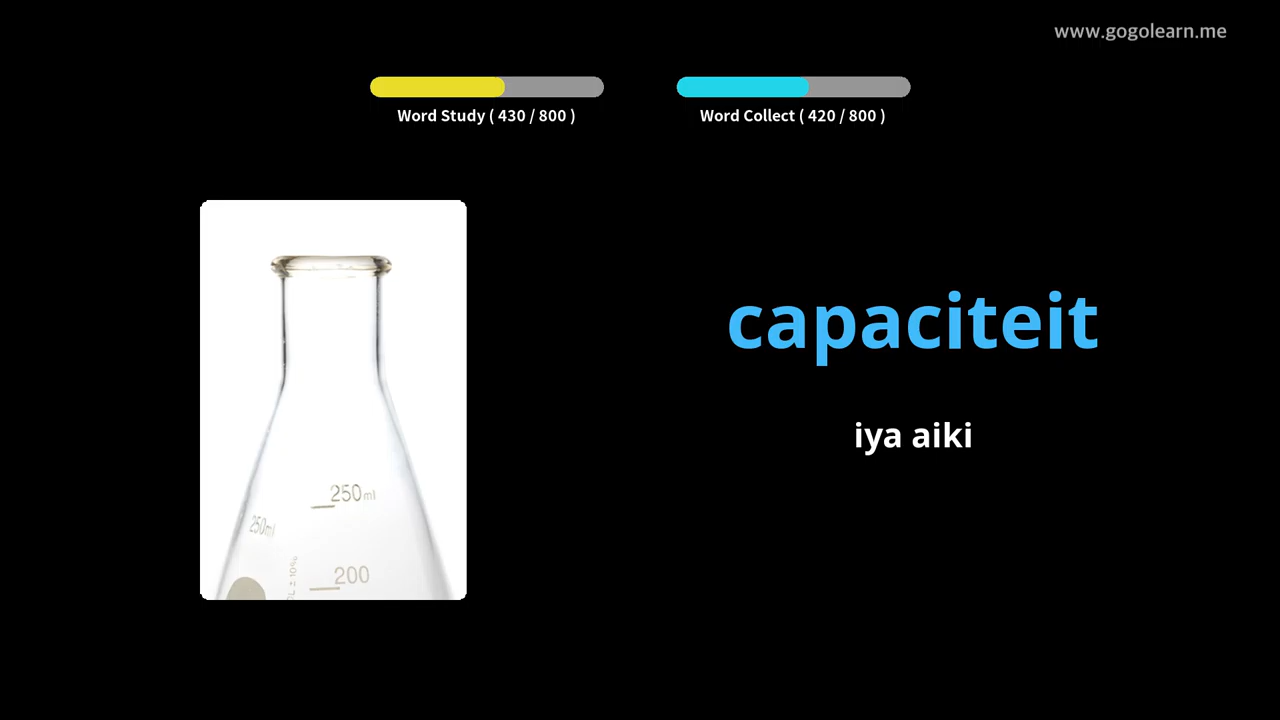 www.gogolearn.me
Word Study ( 430 / 800 )
Word Collect ( 420 / 800 )
capaciteit
iya aiki
250ml
250ml
200